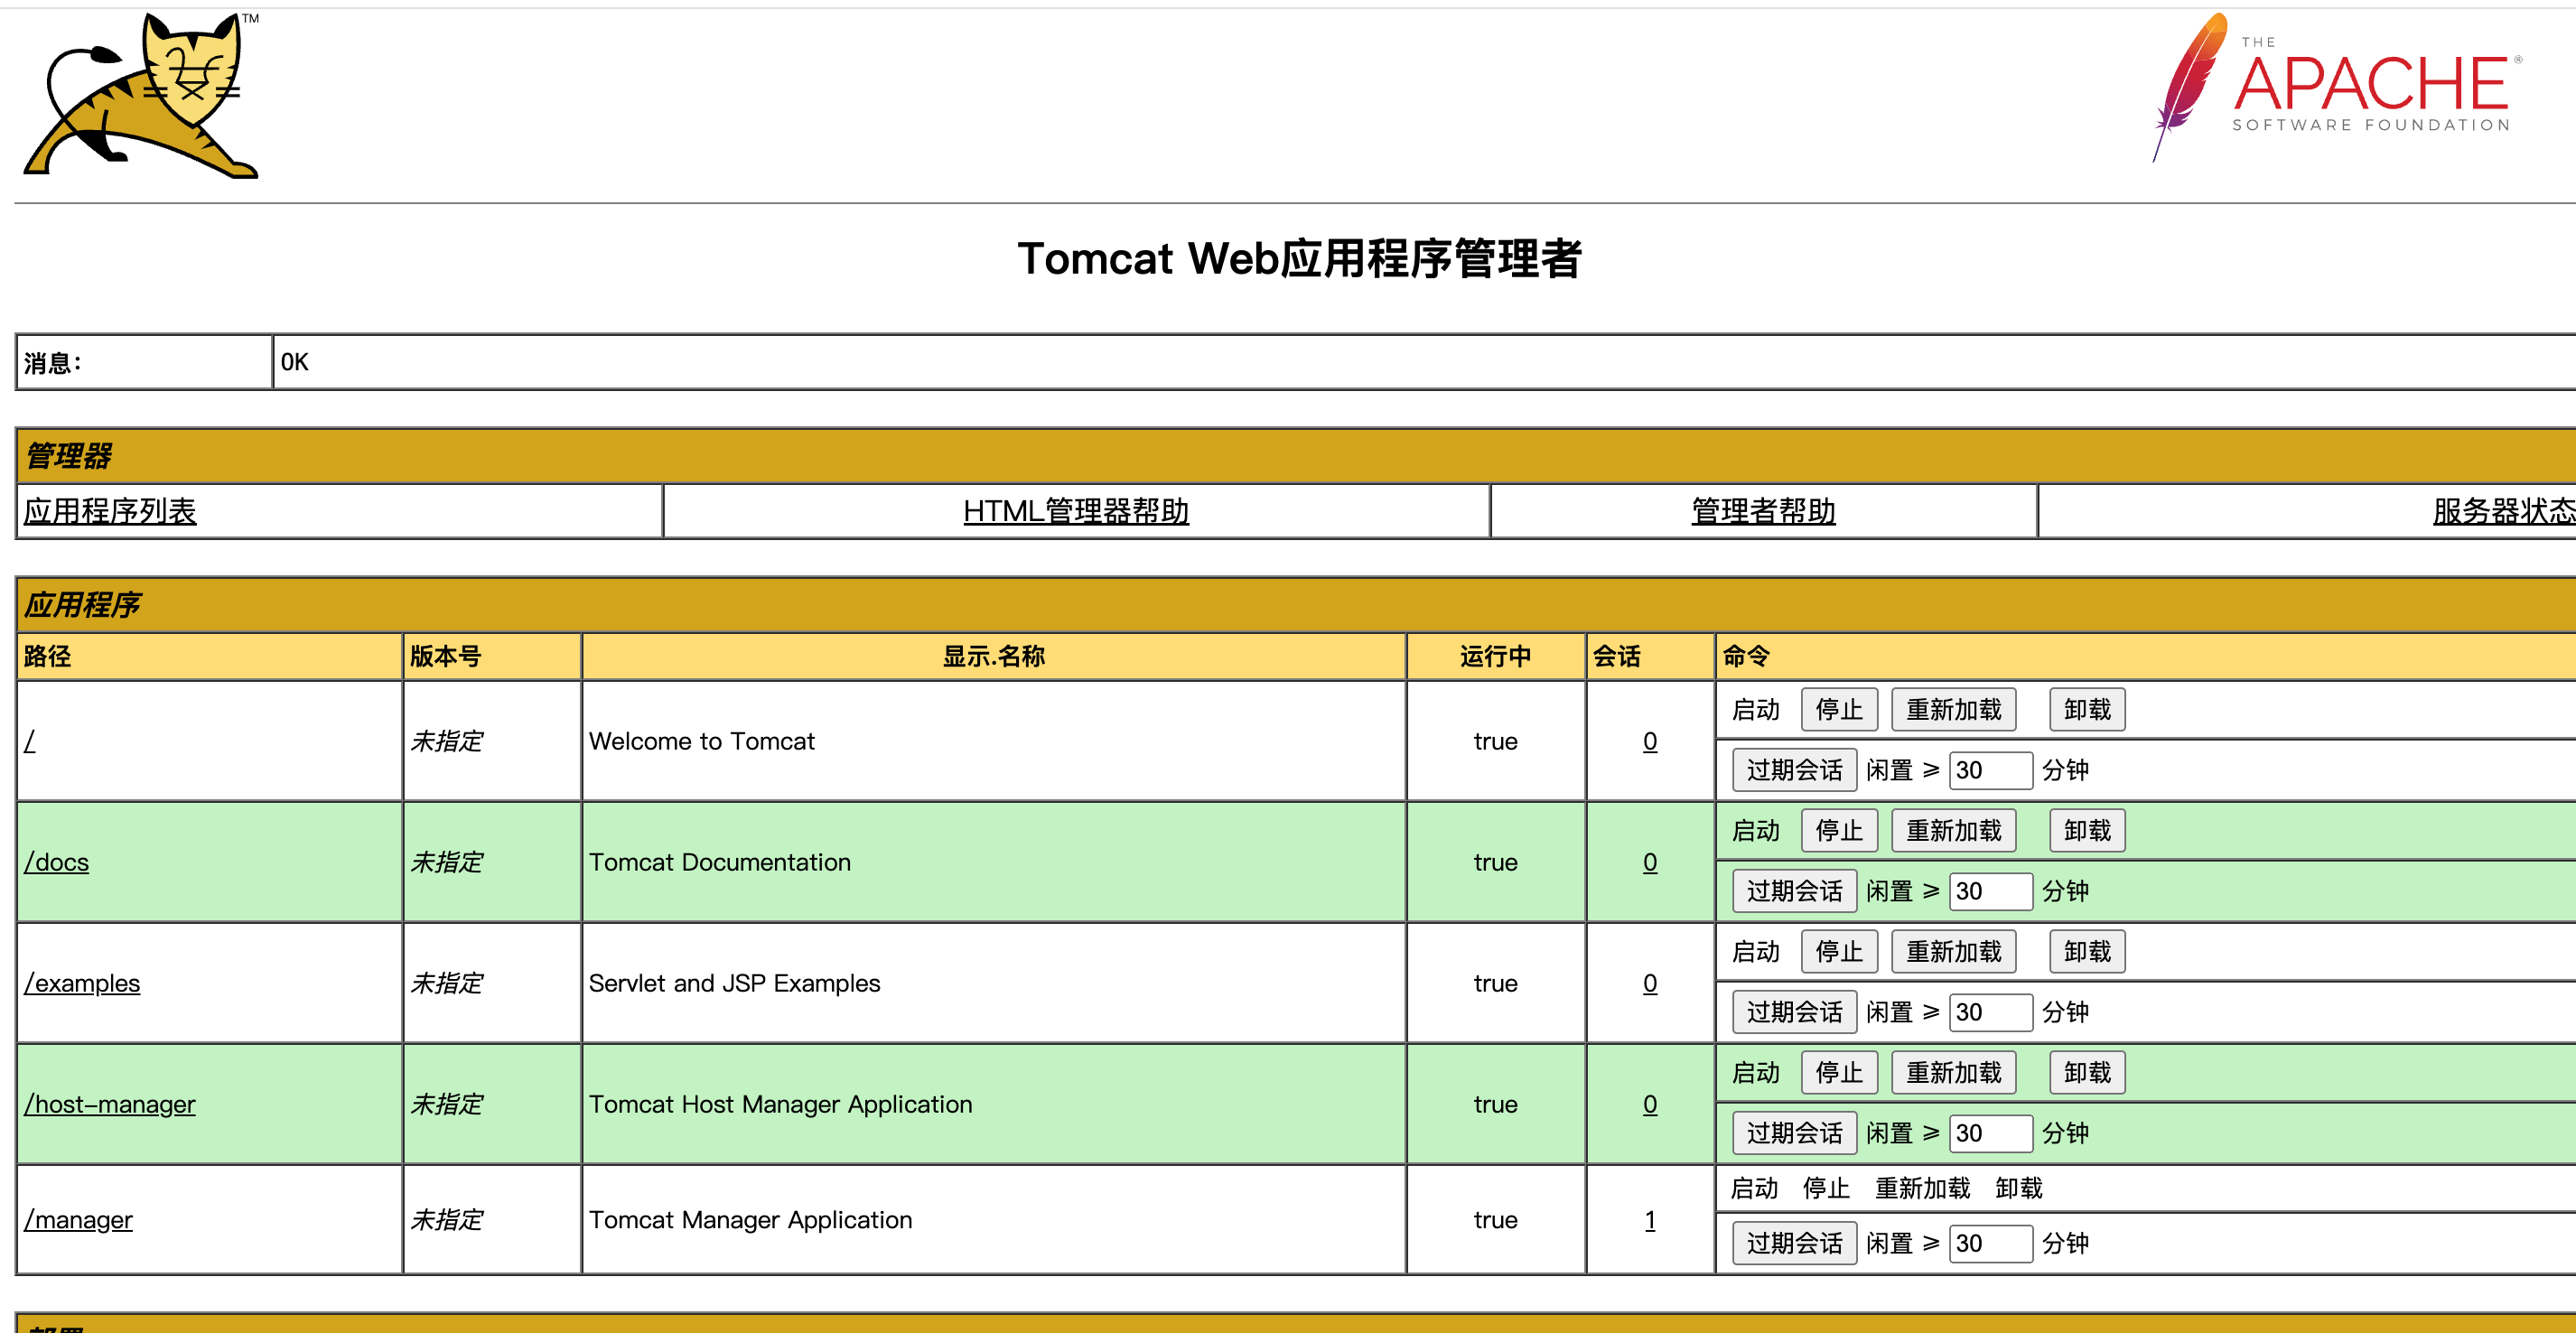 TM
THE
APACHE®
SOFTWARE FOUNDATION
Tomcat Web应用程序管理者
消息： OK
管理器
应用程序列表 HTML管理器帮助 管理者帮助 服务器状态
应用程序
路径 版本号 显示.名称 运行中 会话 命令
/ 未指定 Welcome to Tomcat true 0 启动 停止 重新加载 卸载
过期会话 闲置 ≥ 30 分钟
/docs 未指定 Tomcat Documentation true 0 启动 停止 重新加载 卸载
过期会话 闲置 ≥ 30 分钟
/examples 未指定 Servlet and JSP Examples true 0 启动 停止 重新加载 卸载
过期会话 闲置 ≥ 30 分钟
/host-manager 未指定 Tomcat Host Manager Application true 0 启动 停止 重新加载 卸载
过期会话 闲置 ≥ 30 分钟
/manager 未指定 Tomcat Manager Application true 1 启动 停止 重新加载 卸载
过期会话 闲置 ≥ 30 分钟